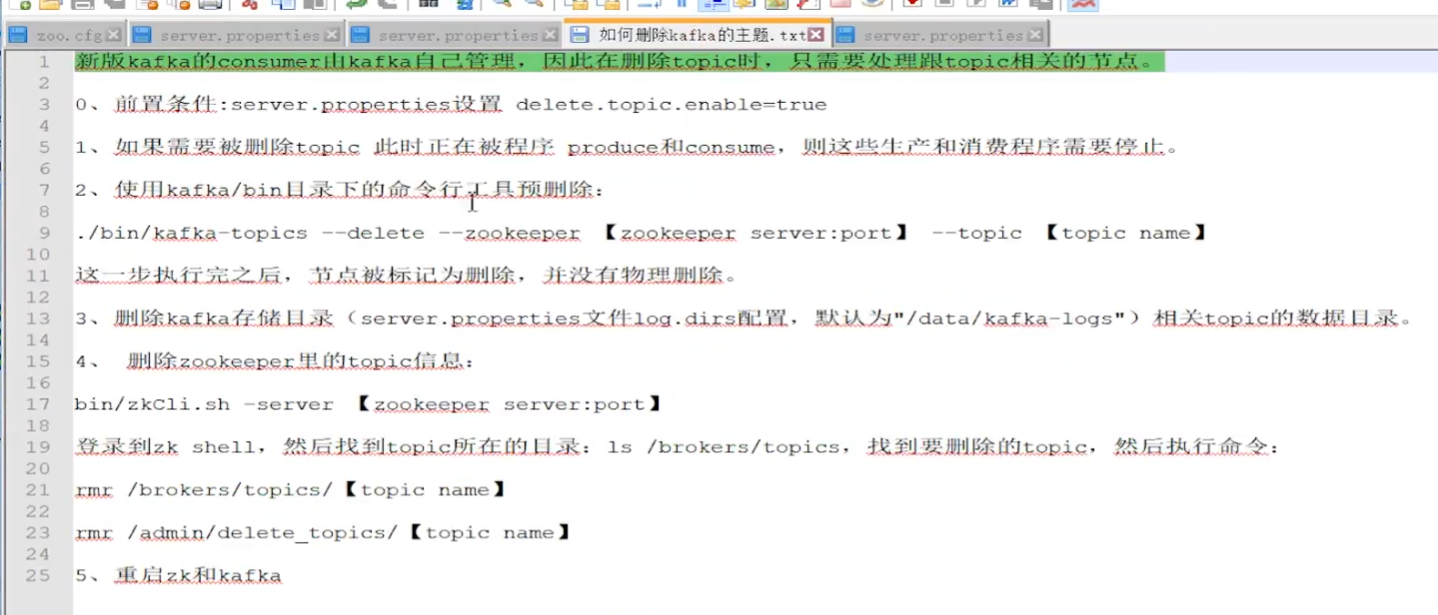 zoo.cfg
server.properties
server.properties
如何删除kafka的主题.txt
server.properties
1 新版kafka的consumer由kafka自己管理，因此在删除topic时，只需要处理跟topic相关的节点。
2
3 0、前置条件:server.properties设置 delete.topic.enable=true
4
5 1、如果需要被删除topic 此时正在被程序 produce和consume，则这些生产和消费程序需要停止。
6
7 2、使用kafka/bin目录下的命令行工具预删除：
8
9 ./bin/kafka-topics --delete --zookeeper 【zookeeper server:port】 --topic 【topic name】
10
11 这一步执行完之后，节点被标记为删除，并没有物理删除。
12
13 3、删除kafka存储目录（server.properties文件log.dirs配置，默认为"/data/kafka-logs"）相关topic的数据目录。
14
15 4、 删除zookeeper里的topic信息：
16
17 bin/zkCli.sh -server 【zookeeper server:port】
18
19 登录到zk shell，然后找到topic所在的目录：ls /brokers/topics，找到要删除的topic，然后执行命令：
20
21 rmr /brokers/topics/【topic name】
22
23 rmr /admin/delete_topics/【topic name】
24
25 5、重启zk和kafka